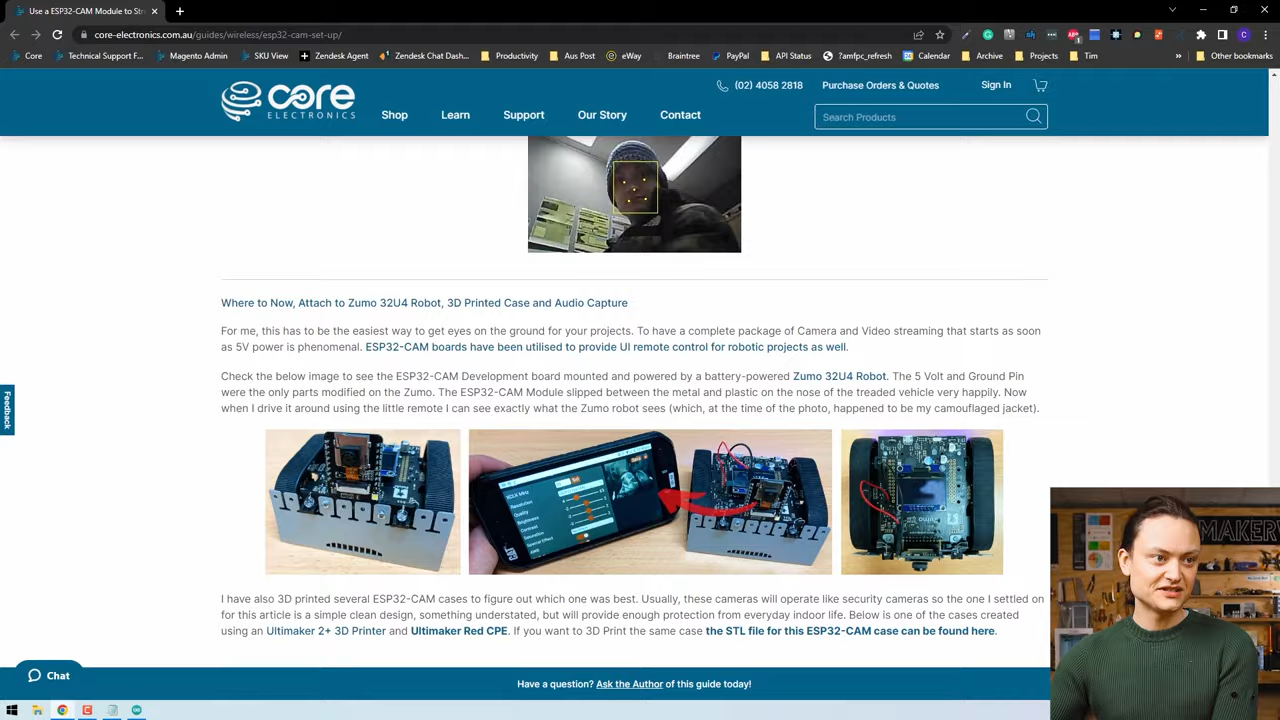 Use a ESP32-CAM Module to Str
core-electronics.com.au/guides/wireless/esp32-cam-set-up/
Core
Technical Support F...
Magento Admin
SKU View
Zendesk Agent
Zendesk Chat Dash...
Productivity
Aus Post
eWay
Braintree
PayPal
API Status
?amfpc_refresh
Calendar
Archive
Projects
Tim
»
Other bookmarks
core
ELECTRONICS
(02) 4058 2818
Purchase Orders & Quotes
Sign In
Shop
Learn
Support
Our Story
Contact
Search Products
Where to Now, Attach to Zumo 32U4 Robot, 3D Printed Case and Audio Capture
For me, this has to be the easiest way to get eyes on the ground for your projects. To have a complete package of Camera and Video streaming that starts as soon
as 5V power is phenomenal. ESP32-CAM boards have been utilised to provide UI remote control for robotic projects as well.
Check the below image to see the ESP32-CAM Development board mounted and powered by a battery-powered Zumo 32U4 Robot. The 5 Volt and Ground Pin
were the only parts modified on the Zumo. The ESP32-CAM Module slipped between the metal and plastic on the nose of the treaded vehicle very happily. Now
when I drive it around using the little remote I can see exactly what the Zumo robot sees (which, at the time of the photo, happened to be my camouflaged jacket).
XCLK MHz
Resolution
Quality
Brightness
Contrast
Saturation
Special Effect
MAKERY
I have also 3D printed several ESP32-CAM cases to figure out which one was best. Usually, these cameras will operate like security cameras so the one I settled on
for this article is a simple clean design, something understated, but will provide enough protection from everyday indoor life. Below is one of the cases created
using an Ultimaker 2+ 3D Printer and Ultimaker Red CPE. If you want to 3D Print the same case the STL file for this ESP32-CAM case can be found here.
Feedback
Chat
Have a question? Ask the Author of this guide today!